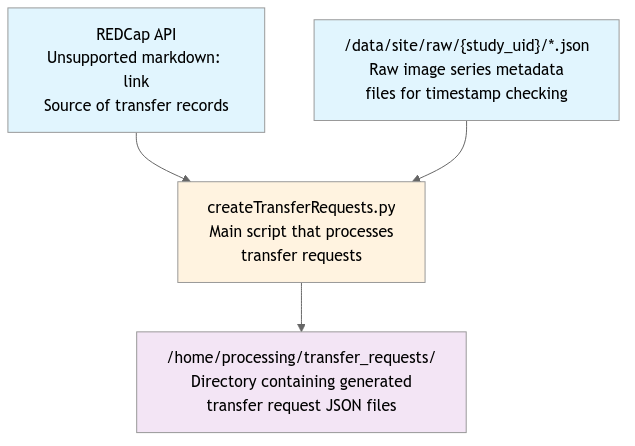 REDCap API
Unsupported markdown:
link
Source of transfer records
/data/site/raw/{study_uid}/*.json
Raw image series metadata
files for timestamp checking
createTransferRequests.py
Main script that processes
transfer requests
/home/processing/transfer_requests/
Directory containing generated
transfer request JSON files